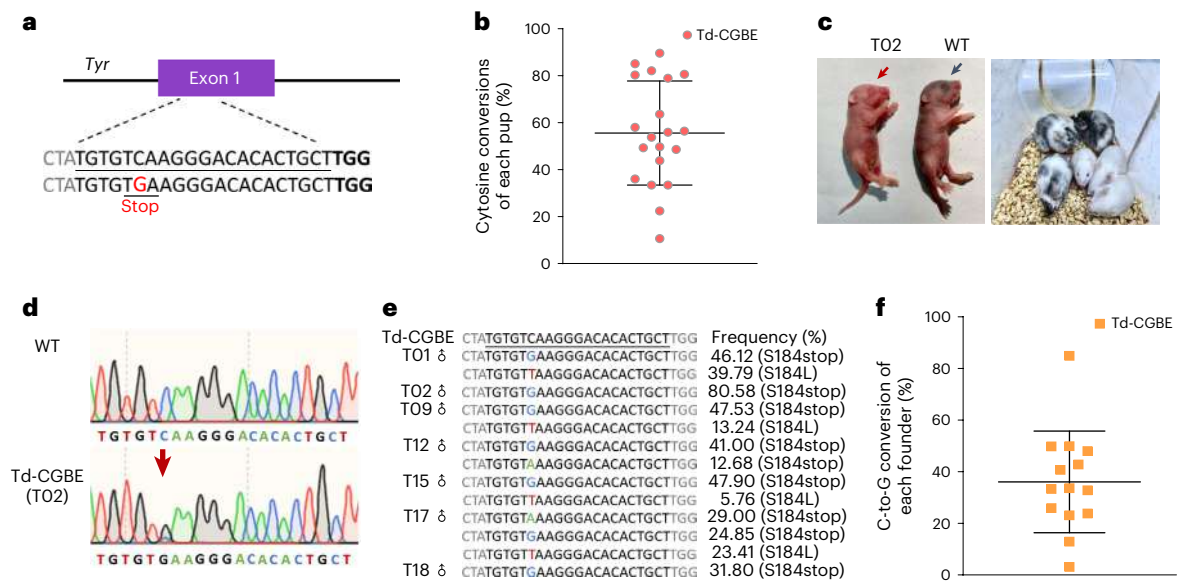 a
Tyr
Exon 1
CTATGTGTCAAGGGACACACTGCTTGG
CTATGTGTGAAGGGACACACTGCTTGG
Stop
b
Td-CGBE
Cytosine conversions
of each pup (%)
100
80
60
40
20
0
c
T02 WT
d
WT
TGTGTCAAGGGACACACTGCT
Td-CGBE
(T02)
TGTGTGAAGGGACACACTGCT
e
Td-CGBE CTATGTGTCAAGGGACACACTGCTTGG Frequency (%)
T01 ♂ CTATGTGTGAAGGGACACACTGCTTGG 46.12 (S184stop)
CTATGTGTTAAGGGACACACTGCTTGG 39.79 (S184L)
T02 ♂ CTATGTGTGAAGGGACACACTGCTTGG 80.58 (S184stop)
T09 ♂ CTATGTGTGAAGGGACACACTGCTTGG 47.53 (S184stop)
CTATGTGTTAAGGGACACACTGCTTGG 13.24 (S184L)
T12 ♂ CTATGTGTGAAGGGACACACTGCTTGG 41.00 (S184stop)
CTATGTGTAAAGGGACACACTGCTTGG 12.68 (S184stop)
T15 ♂ CTATGTGTGAAGGGACACACTGCTTGG 47.90 (S184stop)
CTATGTGTTAAGGGACACACTGCTTGG 5.76 (S184L)
T17 ♂ CTATGTGTAAAGGGACACACTGCTTGG 29.00 (S184stop)
CTATGTGTGAAGGGACACACTGCTTGG 24.85 (S184stop)
CTATGTGTTAAGGGACACACTGCTTGG 23.41 (S184L)
T18 ♂ CTATGTGTGAAGGGACACACTGCTTGG 31.80 (S184stop)
f
Td-CGBE
C-to-G conversion of
each founder (%)
100
80
60
40
20
0